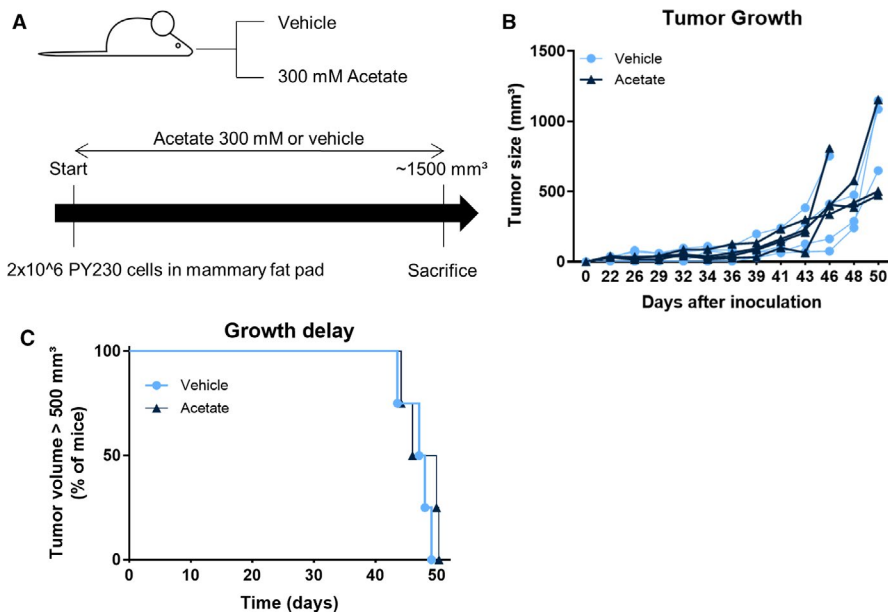 A
Vehicle
300 mM Acetate
Acetate 300 mM or vehicle
Start
~1500 mm³
2x10^6 PY230 cells in mammary fat pad
Sacrifice
B
Tumor Growth
Tumor size (mm³)
1500
1000
500
0
Vehicle
Acetate
0 22 26 29 32 34 36 39 41 43 46 48 50
Days after inoculation
C
Growth delay
Tumor volume > 500 mm³
(% of mice)
100
50
0
Vehicle
Acetate
0 10 20 30 40 50
Time (days)